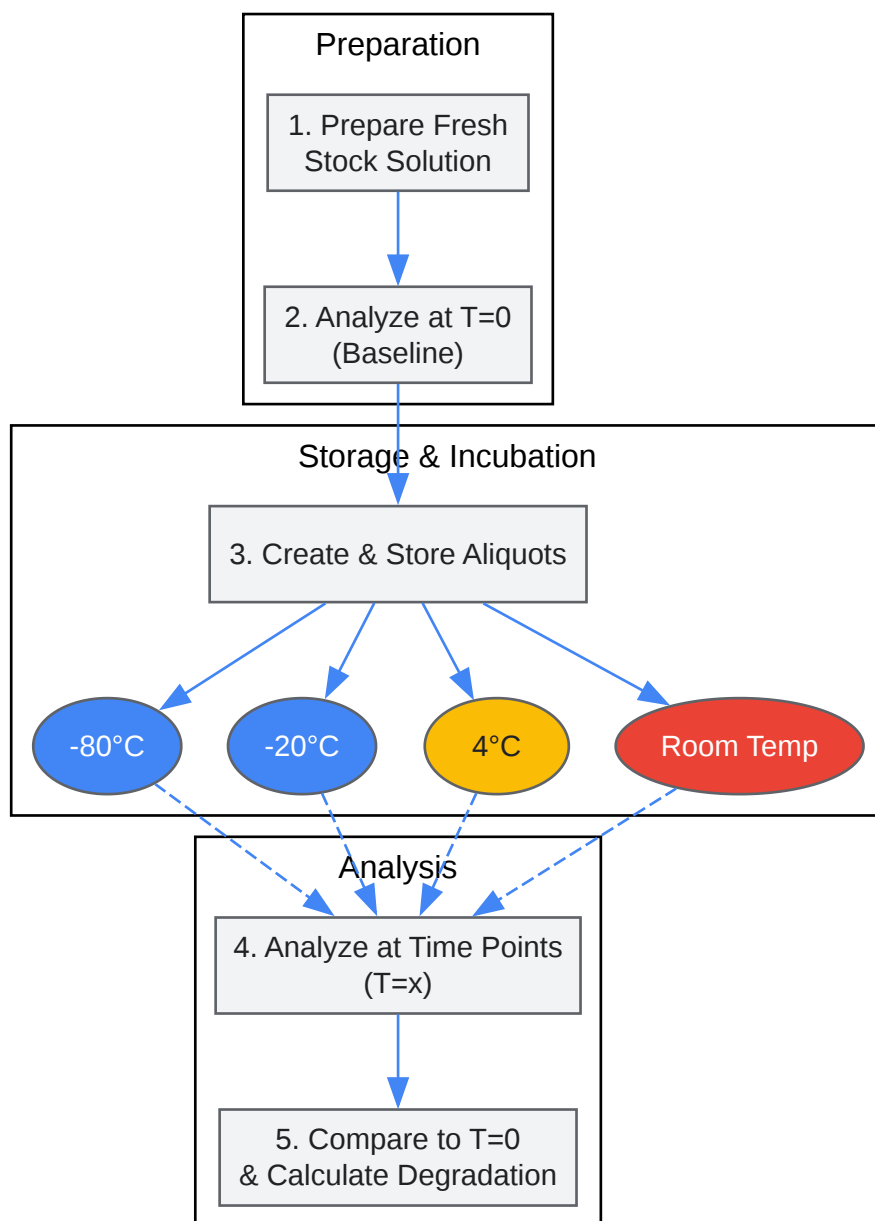 Preparation
1. Prepare Fresh
Stock Solution
2. Analyze at T=0
(Baseline)
Storage & Incubation
3. Create & Store Aliquots
-80°C
-20°C
4°C
Room Temp
Analysis
4. Analyze at Time Points
(T=x)
5. Compare to T=0
& Calculate Degradation